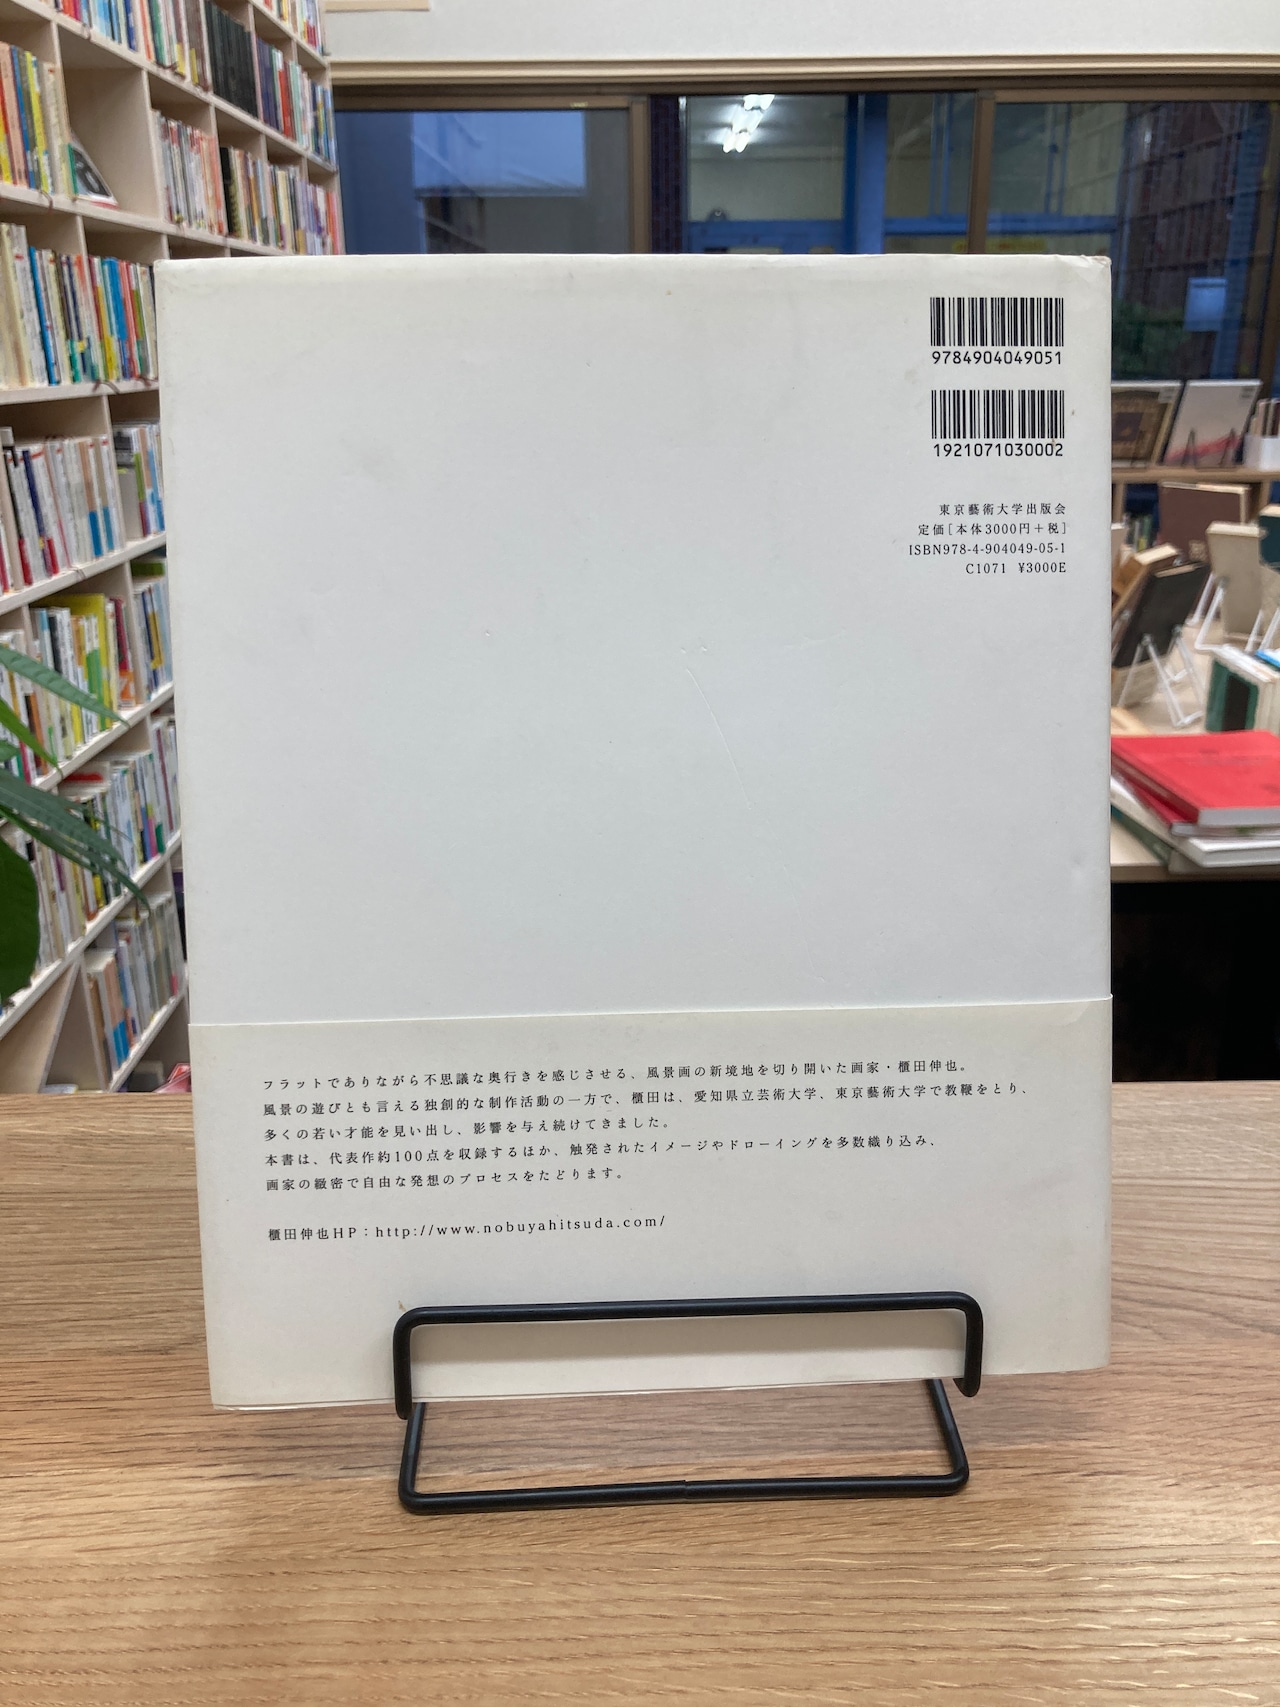 9784904049051
1921071030002
東京藝術大学出版会
定価[本体3000円＋税]
ISBN978-4-904049-05-1
C1071 ¥3000E
フラットでありながら不思議な奥行きを感じさせる、風景画の新境地を切り開いた画家・櫃田伸也。
風景の遊びとも言える独創的な制作活動の一方で、櫃田は、愛知県立芸術大学、東京藝術大学で教鞭をとり、
多くの若い才能を見い出し、影響を与え続けてきました。
本書は、代表作約100点を収録するほか、触発されたイメージやドローイングを多数織り込み、
画家の緻密で自由な発想のプロセスをたどります。
櫃田伸也HP：http://www.nobuyahitsuda.com/